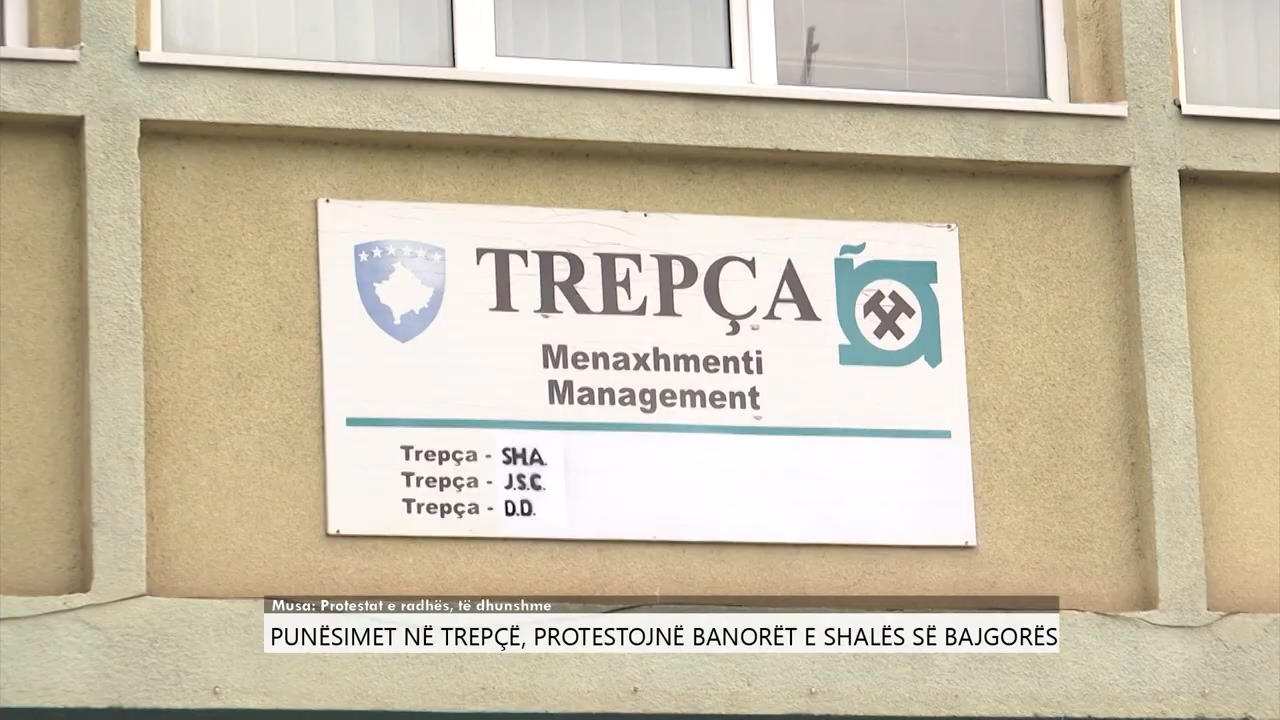 TREPÇA
Menaxhmenti
Management
Trepça - SH.A.
Trepça - J.S.C.
Trepça - D.D.
Musa: Protestat e radhës, të dhunshme
PUNËSIMET NË TREPÇË, PROTESTOJNË BANORËT E SHALËS SË BAJGORËS